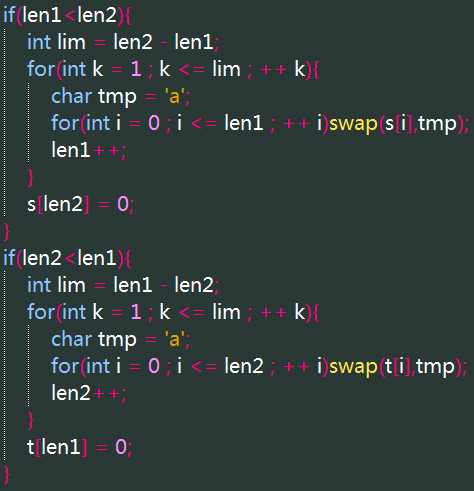 if(len1<len2){
int lim = len2 - len1;
for(int k = 1 ; k <= lim ; ++ k){
char tmp = 'a';
for(int i = 0 ; i <= len1 ; ++ i)swap(s[i],tmp);
len1++;
}
s[len2] = 0;
}
if(len2<len1){
int lim = len1 - len2;
for(int k = 1 ; k <= lim ; ++ k){
char tmp = 'a';
for(int i = 0 ; i <= len2 ; ++ i)swap(t[i],tmp);
len2++;
}
t[len1] = 0;
}